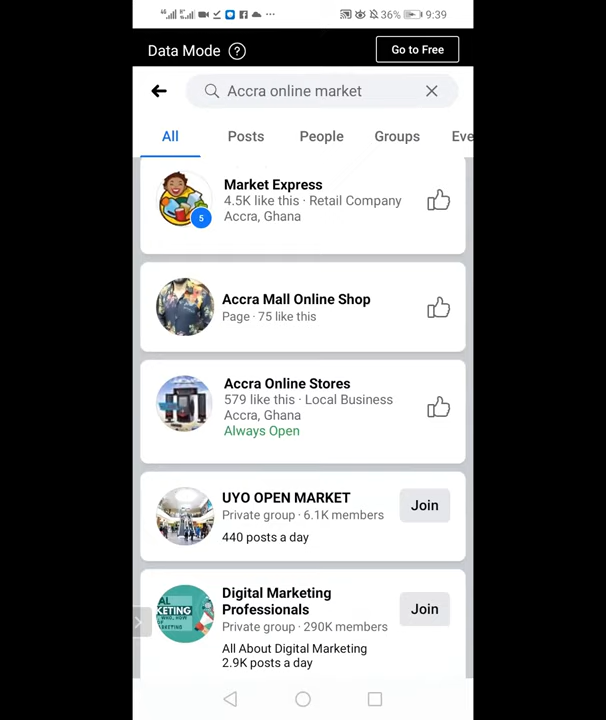 36% 9:39
Data Mode ?
Go to Free
Accra online market
All Posts People Groups Eve
Market Express
4.5K like this · Retail Company
Accra, Ghana
5
Accra Mall Online Shop
Page · 75 like this
Accra Online Stores
579 like this · Local Business
Accra, Ghana
Always Open
UYO OPEN MARKET
Private group · 6.1K members
440 posts a day
Join
Digital Marketing
Professionals
Private group · 290K members
All About Digital Marketing
2.9K posts a day
Join